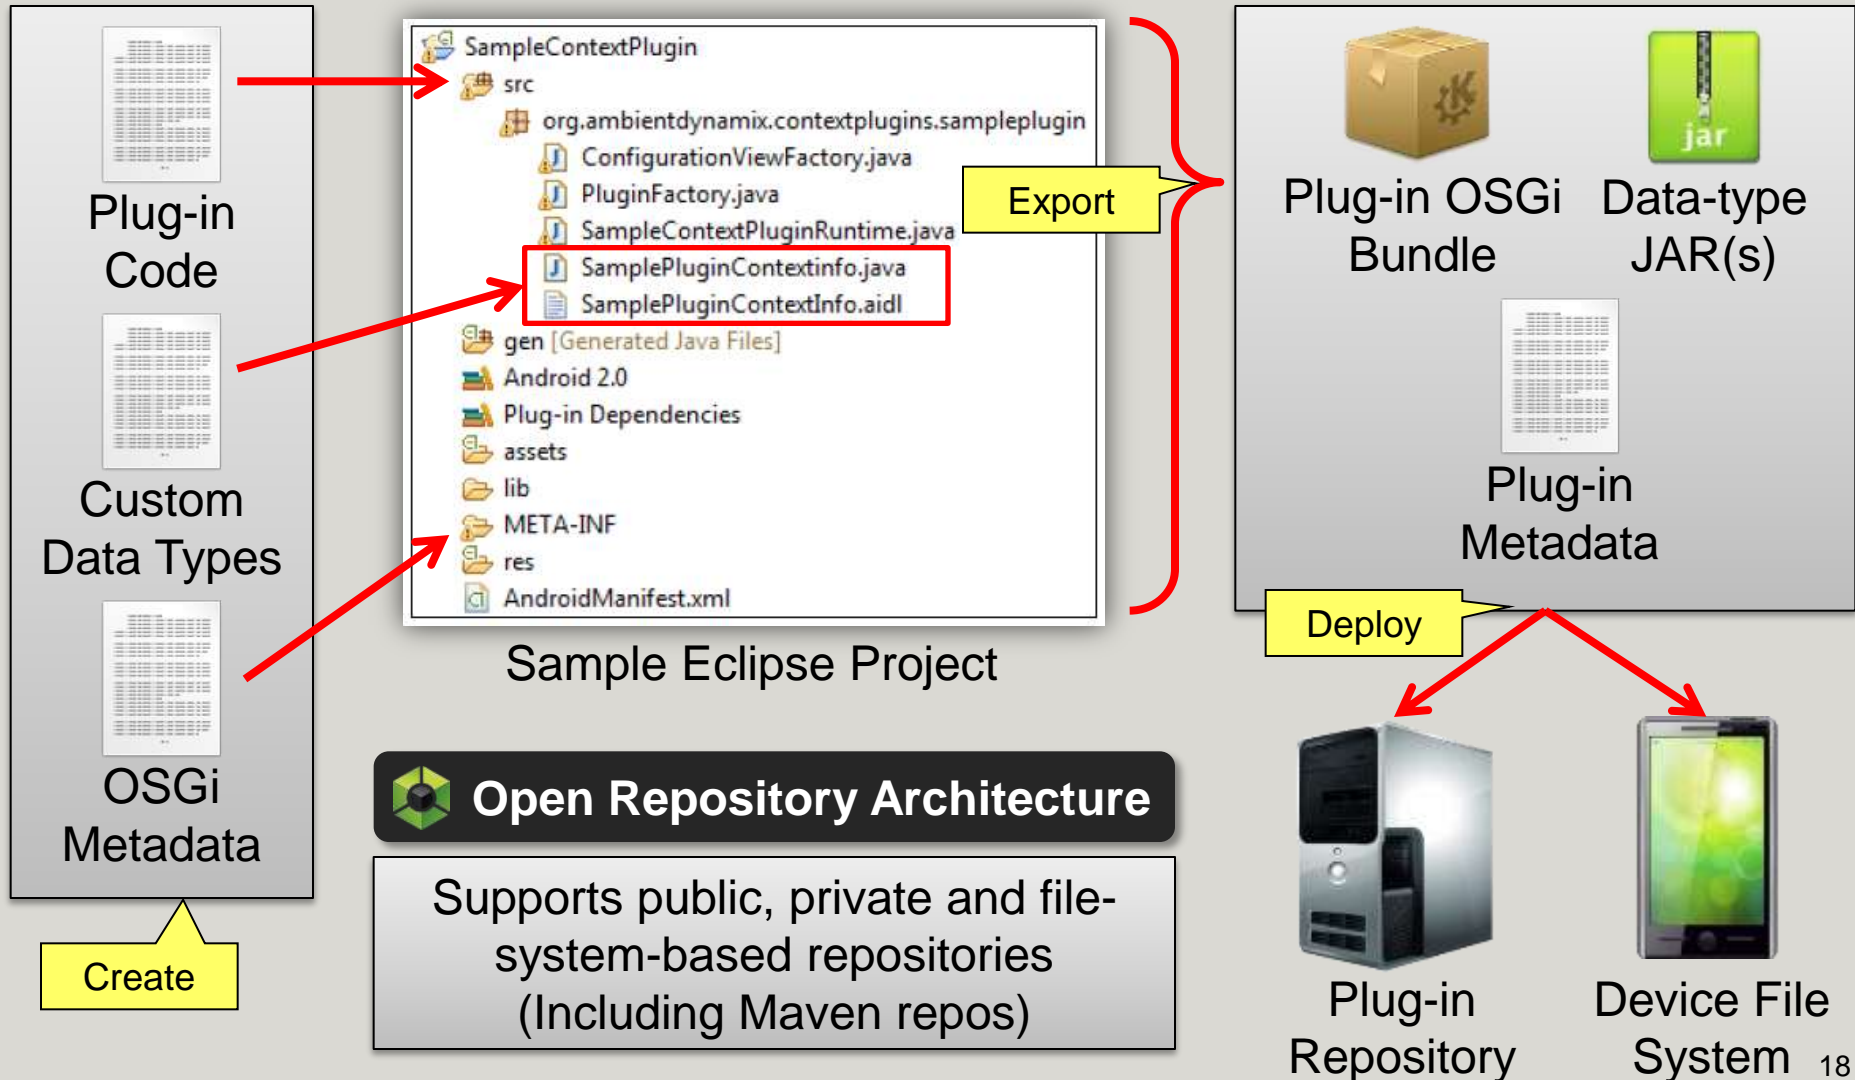 Plug-in
Code
Custom
Data Types
OSGi
Metadata
Create
SampleContextPlugin
src
org.ambientdynamix.contextplugins.sampleplugin
ConfigurationViewFactory.java
PluginFactory.java
SampleContextPluginRuntime.java
SamplePluginContextinfo.java
SamplePluginContextInfo.aidl
gen [Generated Java Files]
Android 2.0
Plug-in Dependencies
assets
lib
META-INF
res
AndroidManifest.xml
Sample Eclipse Project
Export
Open Repository Architecture
Supports public, private and file-
system-based repositories
(Including Maven repos)
jar
Plug-in OSGi
Bundle
Data-type
JAR(s)
Plug-in
Metadata
Deploy
Plug-in
Repository
Device File
System
18